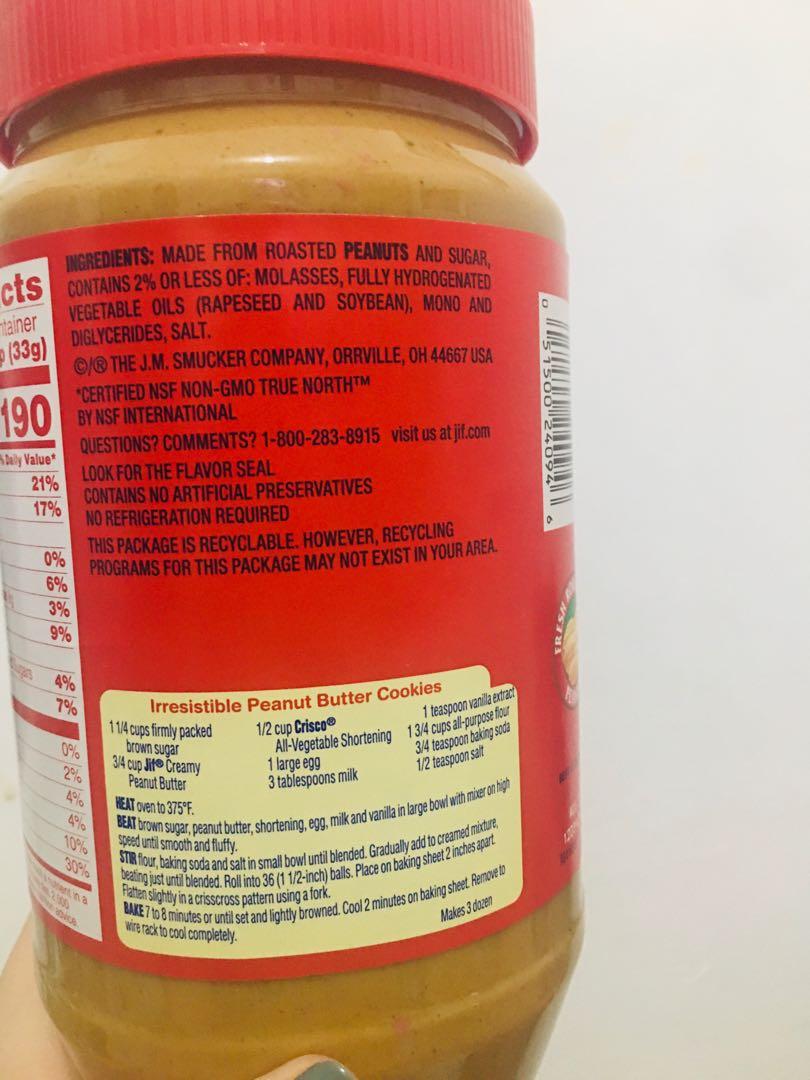 cts
(33g)
190
% Daily Value*
21%
17%
0%
6%
3%
9%
4%
7%
0%
2%
4%
4%
10%
30%
INGREDIENTS: MADE FROM ROASTED PEANUTS AND SUGAR,
CONTAINS 2% OR LESS OF: MOLASSES, FULLY HYDROGENATED
VEGETABLE OILS (RAPESEED AND SOYBEAN), MONO AND
DIGLYCERIDES, SALT.
©/® THE J.M. SMUCKER COMPANY, ORRVILLE, OH 44667 USA
*CERTIFIED NSF NON-GMO TRUE NORTH™
BY NSF INTERNATIONAL
QUESTIONS? COMMENTS? 1-800-283-8915 visit us at jif.com
LOOK FOR THE FLAVOR SEAL
CONTAINS NO ARTIFICIAL PRESERVATIVES
NO REFRIGERATION REQUIRED
THIS PACKAGE IS RECYCLABLE. HOWEVER, RECYCLING
PROGRAMS FOR THIS PACKAGE MAY NOT EXIST IN YOUR AREA.
Irresistible Peanut Butter Cookies
1 1/4 cups firmly packed
brown sugar
3/4 cup Jif® Creamy
Peanut Butter
1/2 cup Crisco®
All-Vegetable Shortening
1 large egg
3 tablespoons milk
1 teaspoon vanilla extract
1 3/4 cups all-purpose flour
3/4 teaspoon baking soda
1/2 teaspoon salt
HEAT oven to 375°F.
BEAT brown sugar, peanut butter, shortening, egg, milk and vanilla in large bowl with mixer on high
speed until smooth and fluffy.
STIR flour, baking soda and salt in small bowl until blended. Gradually add to creamed mixture,
beating just until blended. Roll into 36 (1 1/2-inch) balls. Place on baking sheet 2 inches apart.
Flatten slightly in a crisscross pattern using a fork.
BAKE 7 to 8 minutes or until set and lightly browned. Cool 2 minutes on baking sheet. Remove to
wire rack to cool completely.
Makes 3 dozen
0 51500 24094 6
FRESH